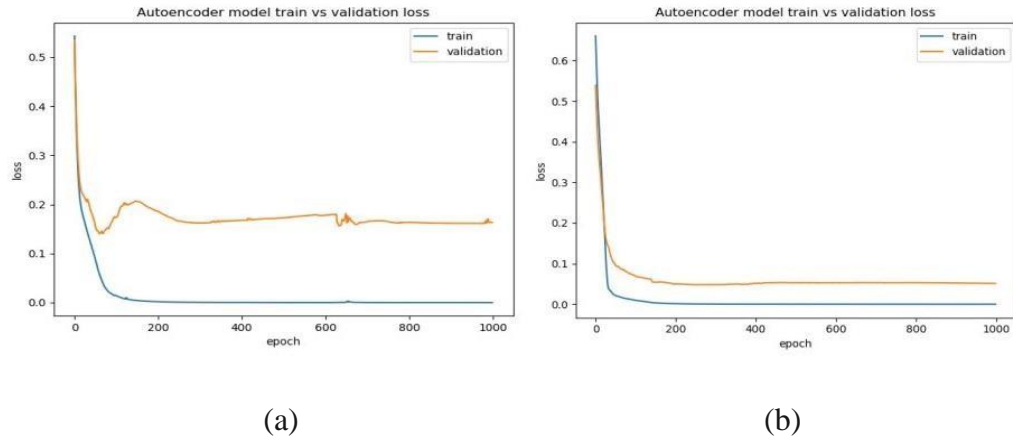 Autoencoder model train vs validation loss
train
validation
0.5
0.4
0.3
0.2
0.1
0.0
loss
0 200 400 600 800 1000
epoch
(a)
Autoencoder model train vs validation loss
train
validation
0.6
0.5
0.4
0.3
0.2
0.1
0.0
loss
0 200 400 600 800 1000
epoch
(b)